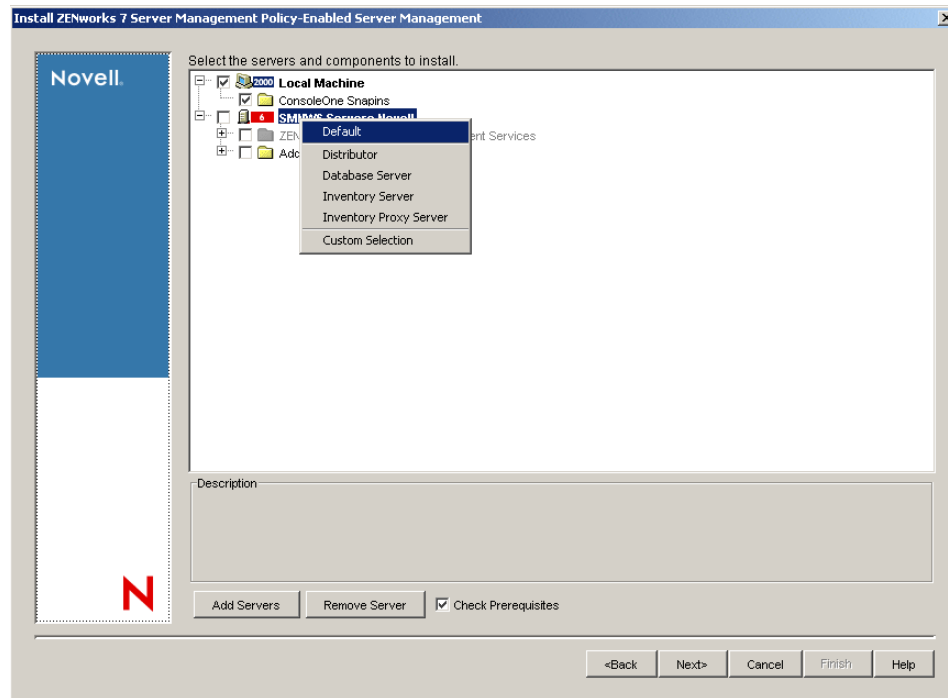 Install ZENworks 7 Server Management Policy-Enabled Server Management
Novell.
Select the servers and components to install.
2000 Local Machine
ConsoleOne Snapins
6
Default
ZEN
ent Services
Distributor
Database Server
Inventory Server
Inventory Proxy Server
Custom Selection
Description
N
Add Servers Remove Server Check Prerequisites
<Back Next> Cancel Finish Help